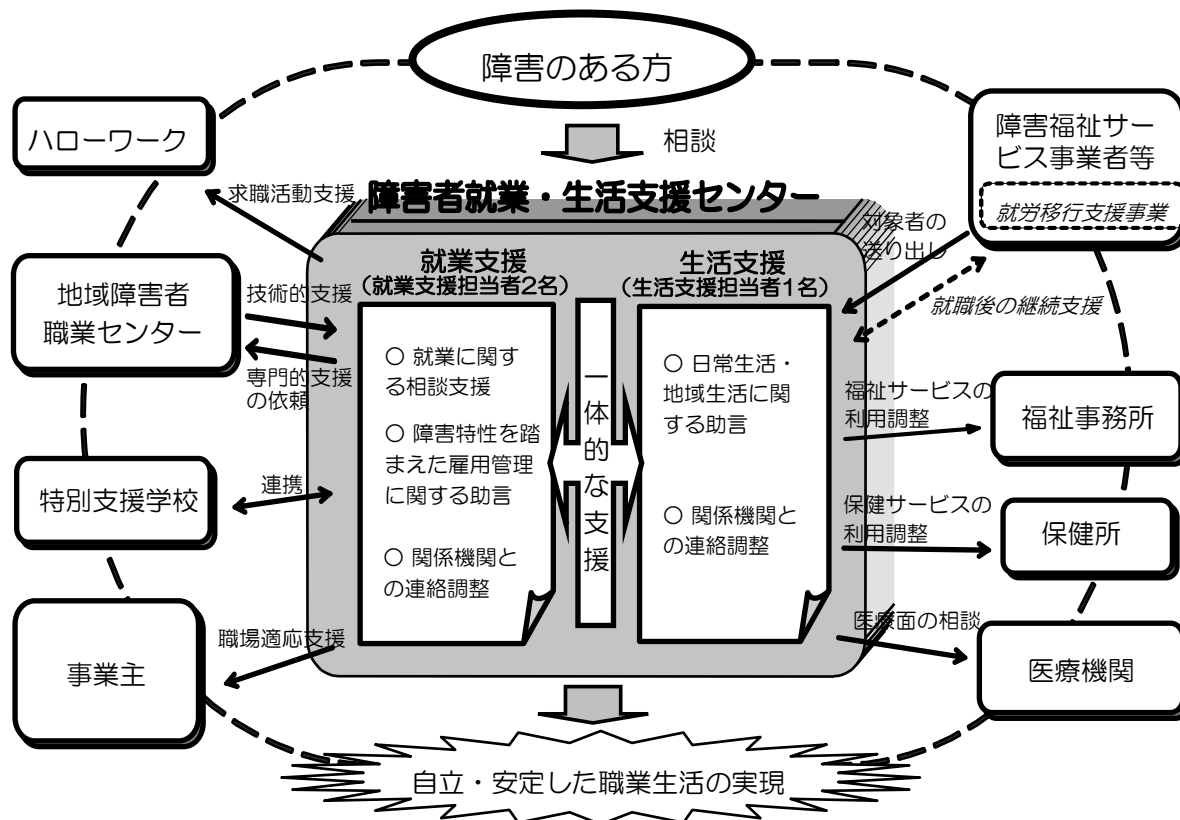 障害のある方
相談
ハローワーク
求職活動支援
障害者就業・生活支援センター
障害福祉サー
ビス事業者等
就労移行支援事業
対象者の
送り出し
就職後の継続支援
地域障害者
職業センター
技術的支援
専門的支援
の依頼
就業支援
(就業支援担当者2名)
生活支援
(生活支援担当者1名)
○ 就業に関す
る相談支援
○ 障害特性を踏
まえた雇用管理
に関する助言
○ 関係機関と
の連絡調整
一体的な支援
○ 日常生活・
地域生活に関
する助言
○ 関係機関と
の連絡調整
福祉サービスの
利用調整
福祉事務所
特別支援学校
連携
保健サービスの
利用調整
保健所
事業主
職場適応支援
医療面の相談
医療機関
自立・安定した職業生活の実現